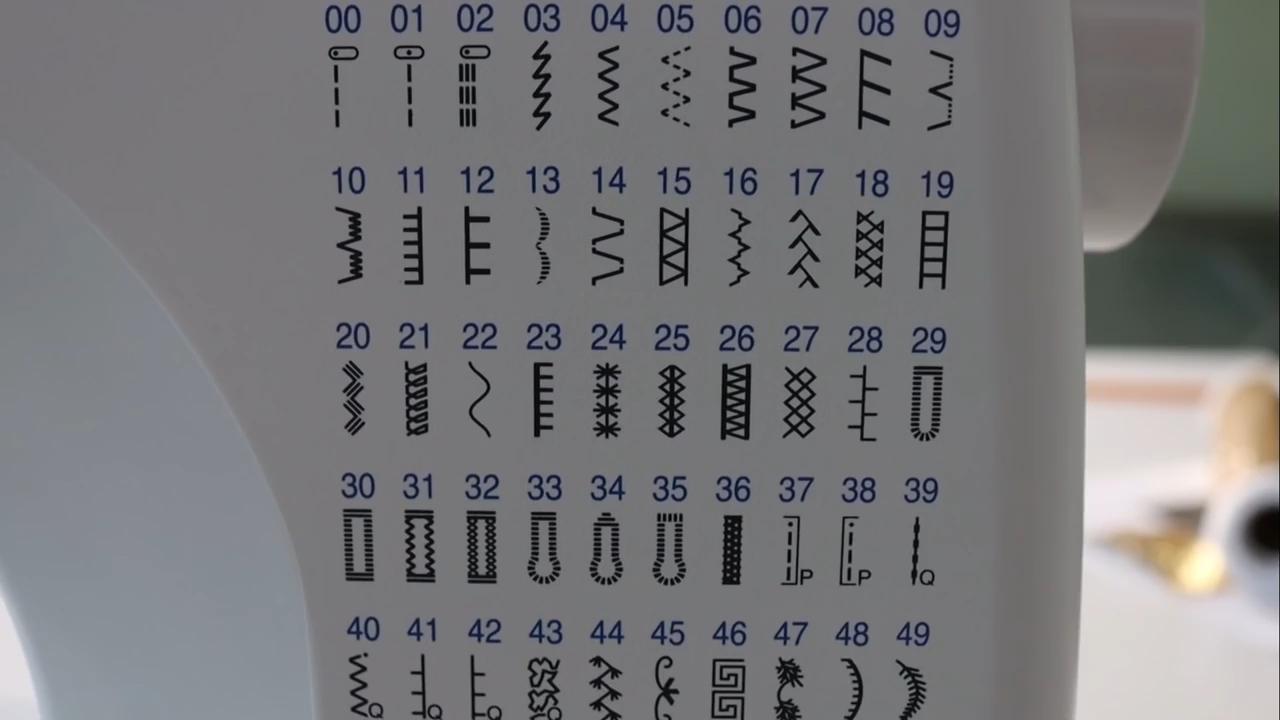 00 01 02 03 04 05 06 07 08 09
10 11 12 13 14 15 16 17 18 19
20 21 22 23 24 25 26 27 28 29
30 31 32 33 34 35 36 37 38 39
P P Q
40 41 42 43 44 45 46 47 48 49
Q Q Q Q